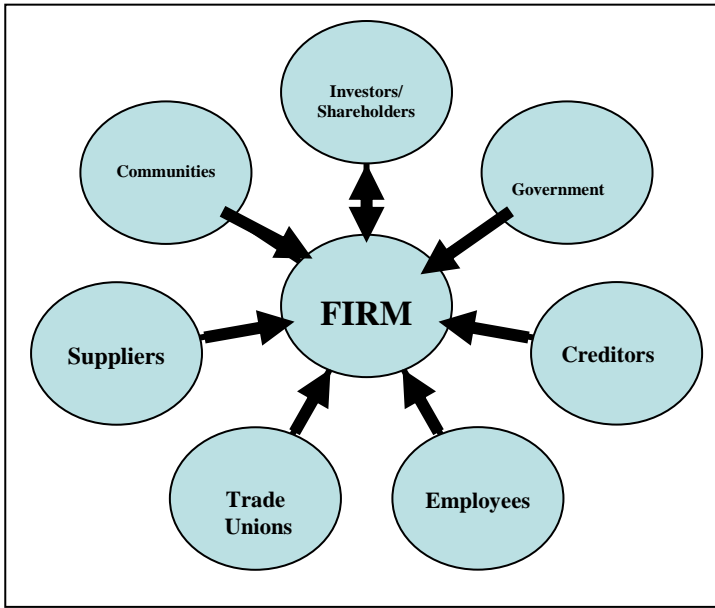 Investors/
Shareholders
Communities
Government
FIRM
Suppliers
Creditors
Trade
Unions
Employees